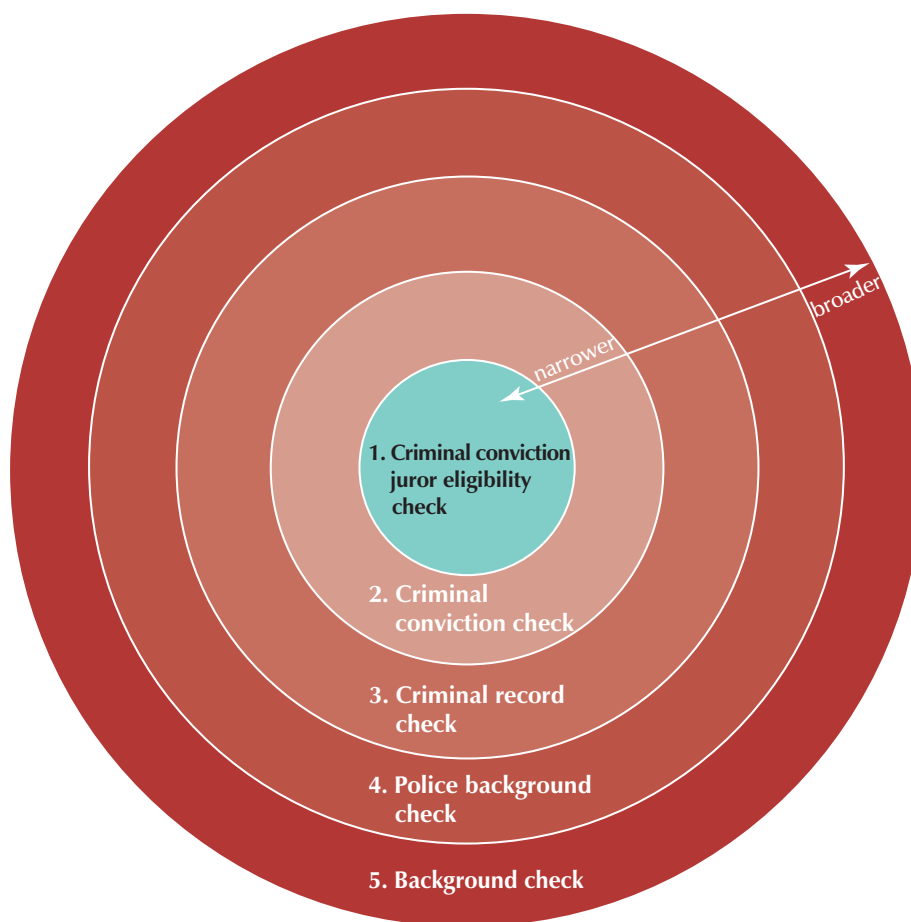 broader
narrower
1. Criminal conviction
juror eligibility
check
2. Criminal
conviction check
3. Criminal record
check
4. Police background
check
5. Background check